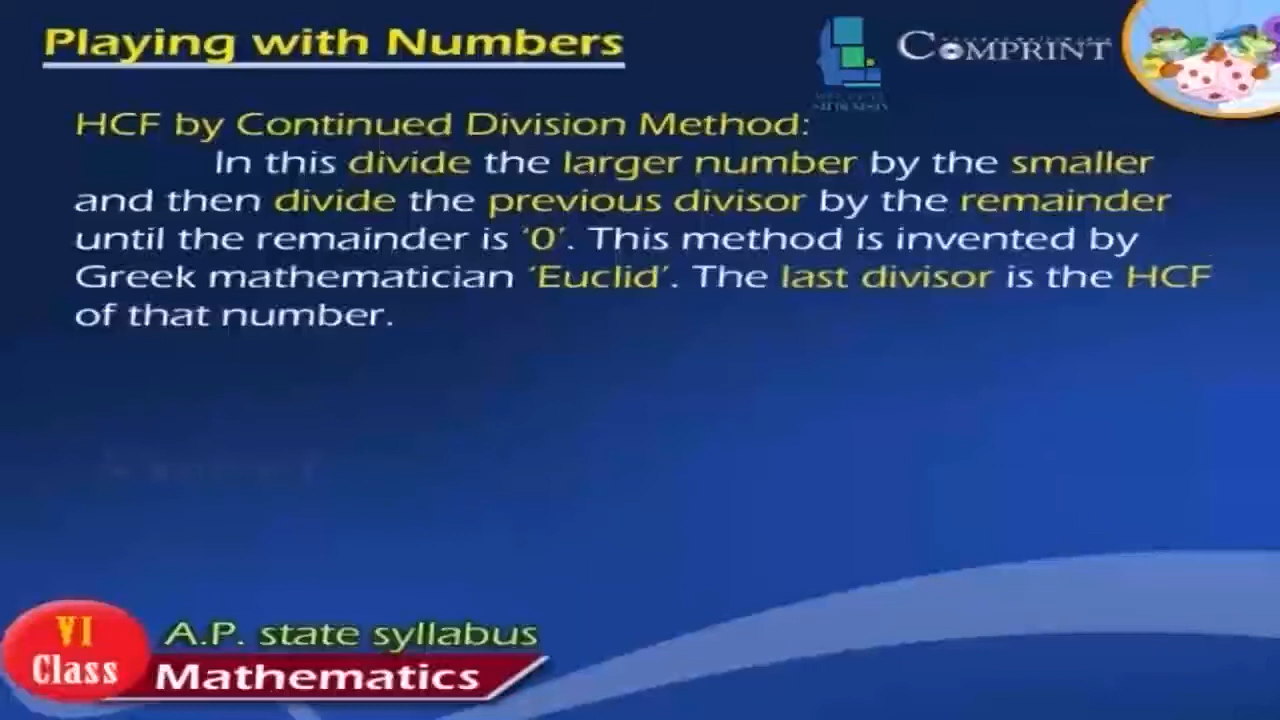 Playing with Numbers
COMPRINT
HCF by Continued Division Method:
In this divide the larger number by the smaller
and then divide the previous divisor by the remainder
until the remainder is ‘0’. This method is invented by
Greek mathematician ‘Euclid’. The last divisor is the HCF
of that number.
VI
Class
A.P. state syllabus
Mathematics